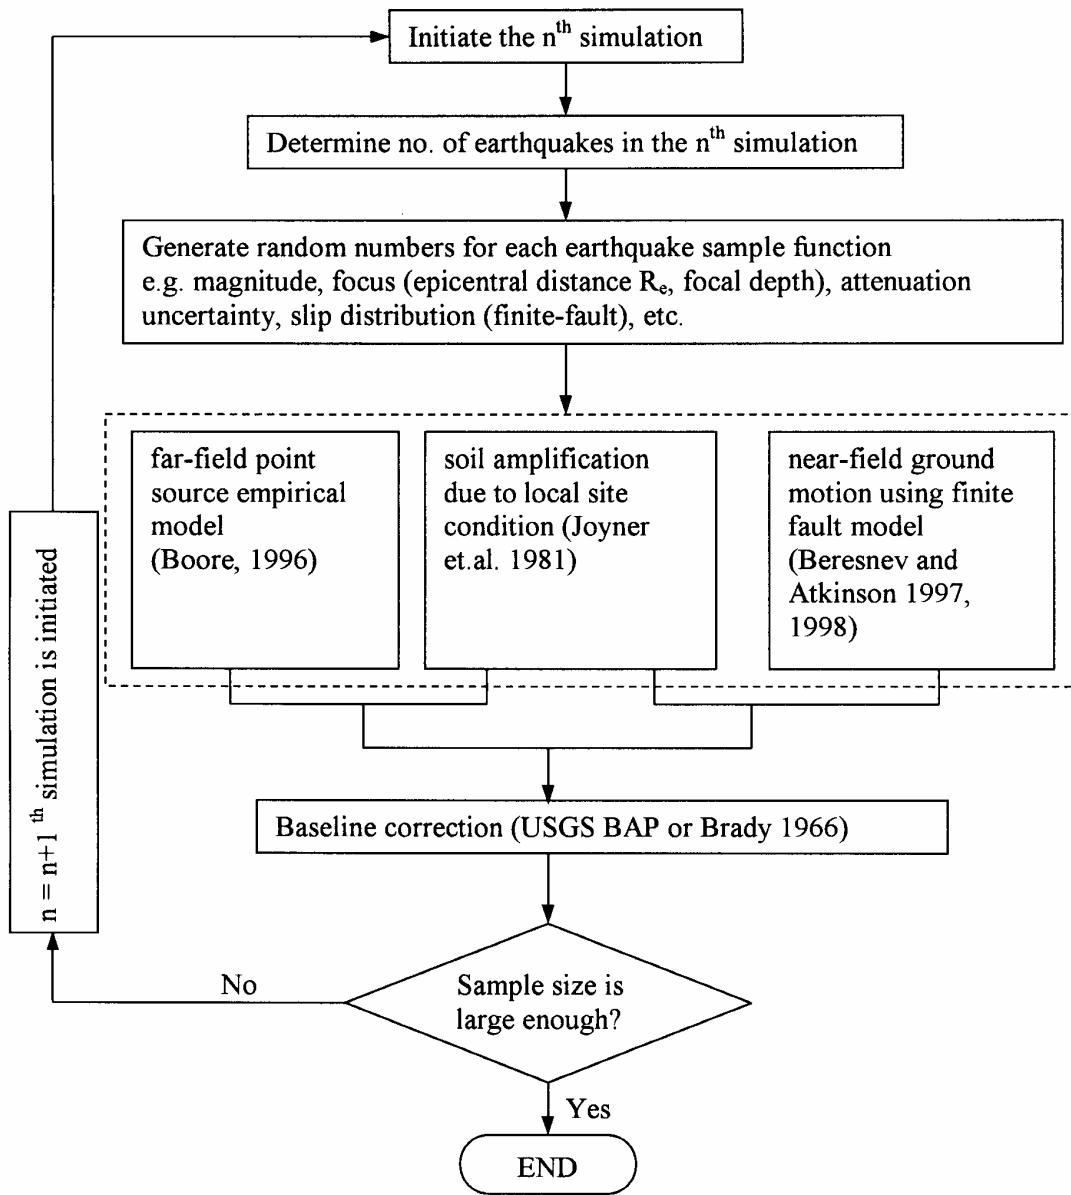 Initiate the nth simulation
Determine no. of earthquakes in the nth simulation
Generate random numbers for each earthquake sample function
e.g. magnitude, focus (epicentral distance Re, focal depth), attenuation
uncertainty, slip distribution (finite-fault), etc.
far-field point
source empirical
model
(Boore, 1996)
soil amplification
due to local site
condition (Joyner
et.al. 1981)
near-field ground
motion using finite
fault model
(Beresnev and
Atkinson 1997,
1998)
n = n+1 th simulation is initiated
Baseline correction (USGS BAP or Brady 1966)
Sample size is
large enough?
No
Yes
END